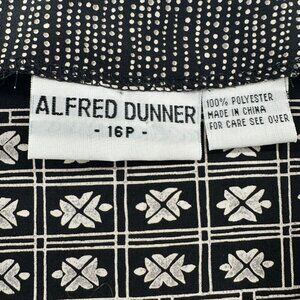 ALFRED DUNNER
- 16P -
100% POLYESTER
MADE IN CHINA
FOR CARE SEE OVER